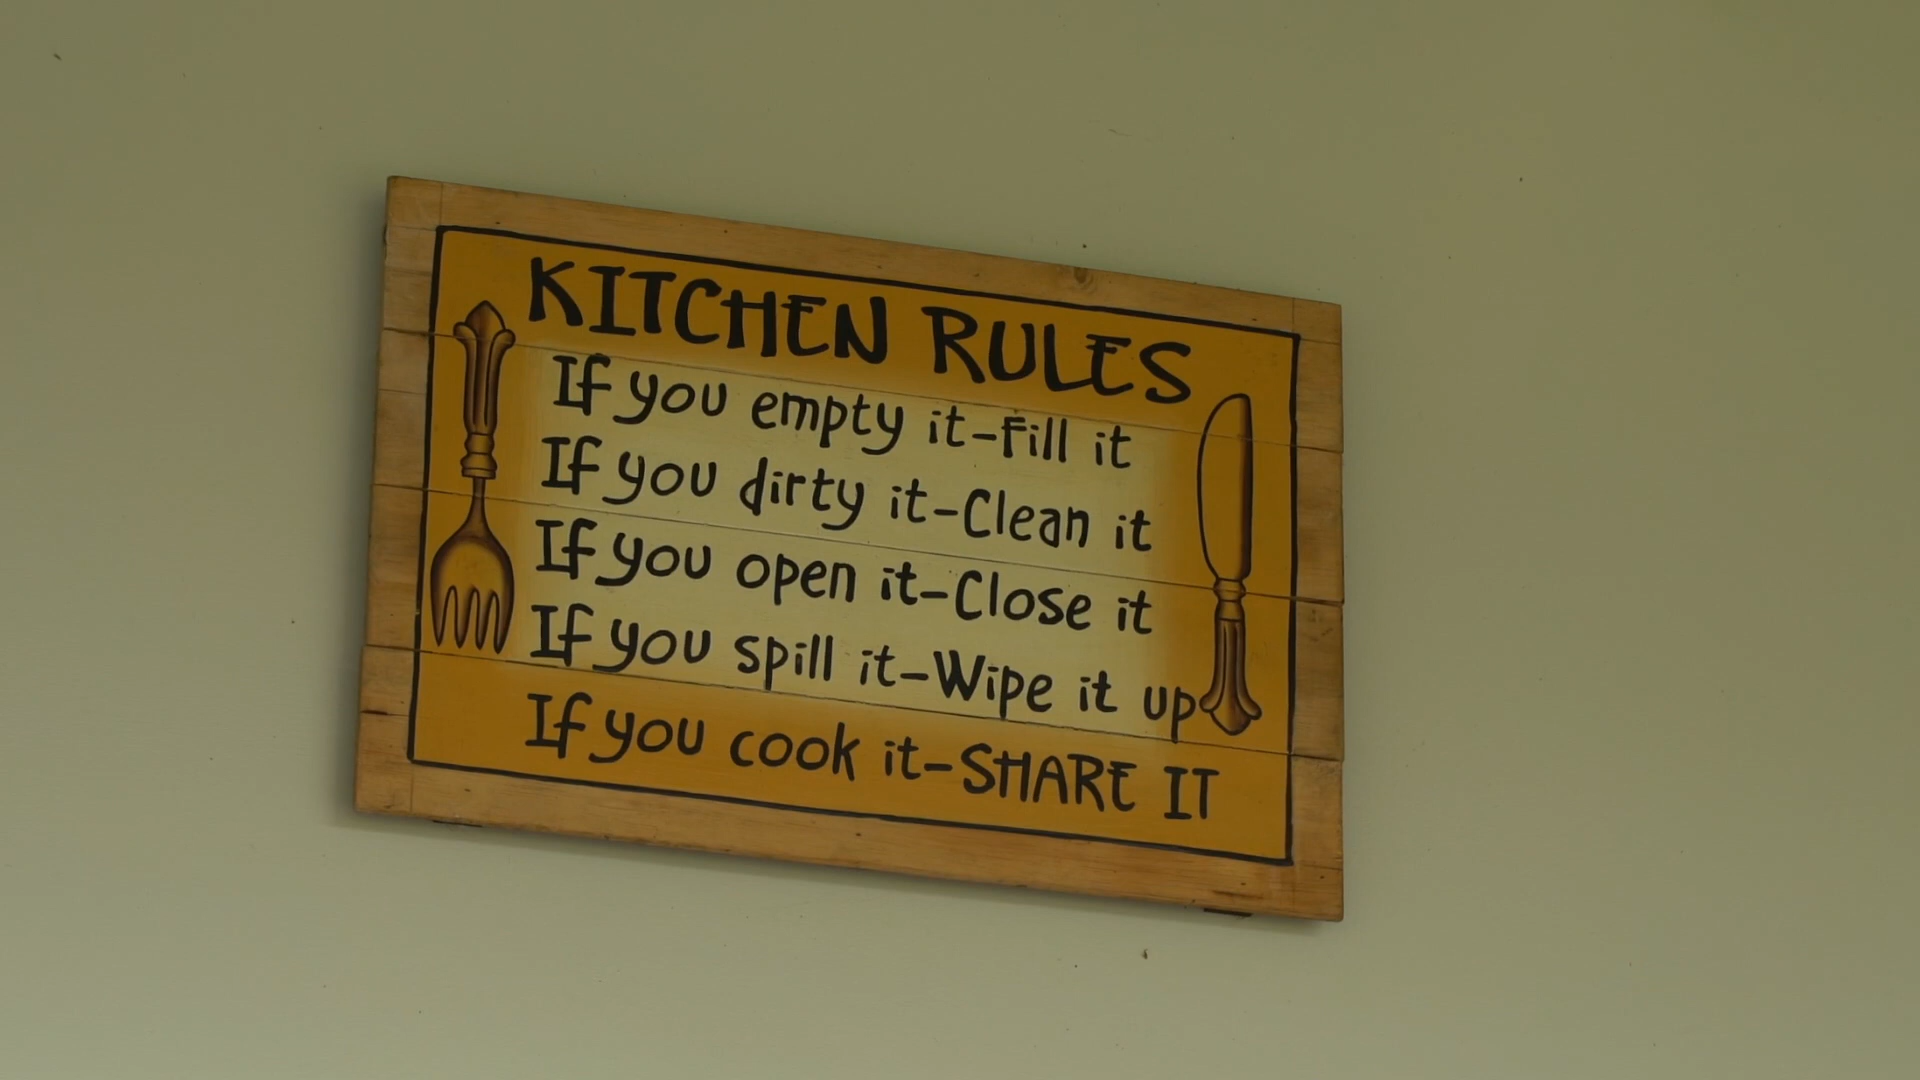 KITCHEN RULES
If you empty it-Fill it
If you dirty it-Clean it
If you open it-Close it
If you spill it-Wipe it up
If you cook it-SHARE IT